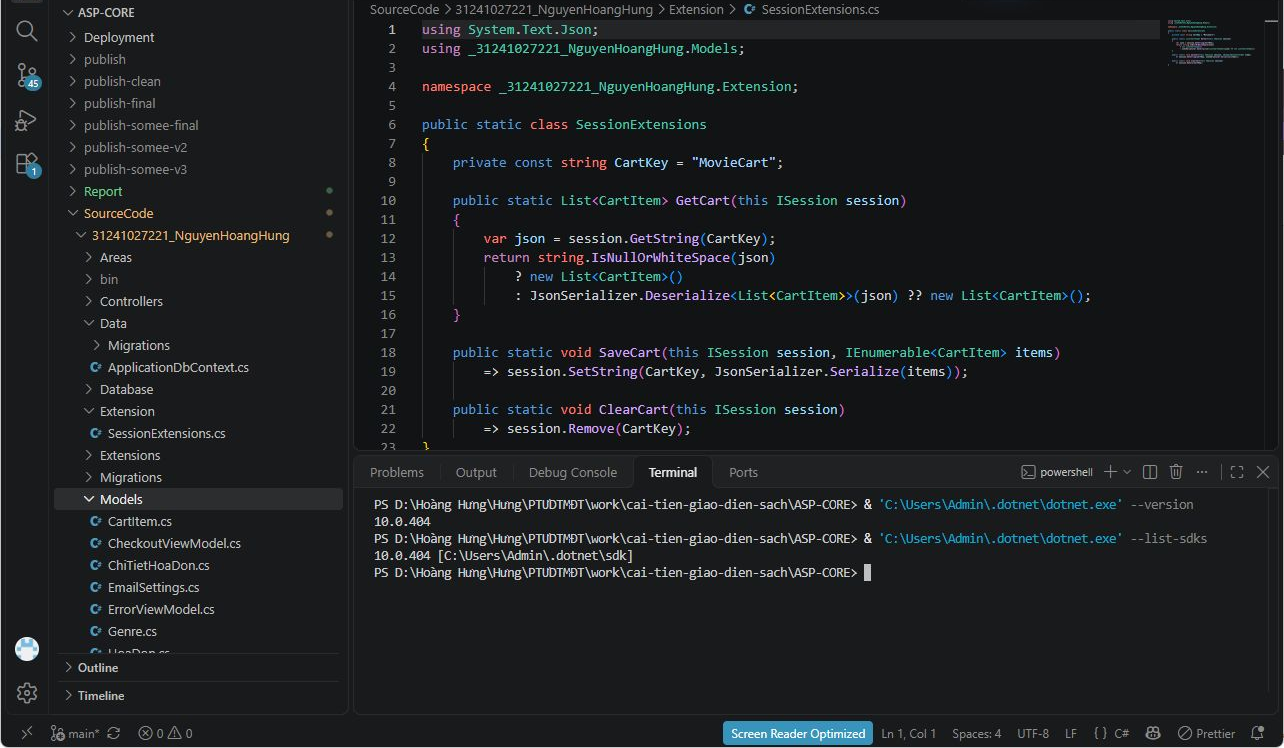 ASP-CORE
Deployment
publish
publish-clean
publish-final
publish-somee-final
publish-somee-v2
publish-somee-v3
Report
SourceCode
31241027221_NguyenHoangHung
Areas
bin
Controllers
Data
Migrations
C# ApplicationDbContext.cs
Database
Extension
C# SessionExtensions.cs
Extensions
Migrations
Models
C# CartItem.cs
C# CheckoutViewModel.cs
C# ChiTietHoaDon.cs
C# EmailSettings.cs
C# ErrorViewModel.cs
C# Genre.cs
C# HoaDon.cs
Outline
Timeline
45
1
SourceCode > 31241027221_NguyenHoangHung > Extension > C# SessionExtensions.cs
1 using System.Text.Json;
2 using _31241027221_NguyenHoangHung.Models;
3
4 namespace _31241027221_NguyenHoangHung.Extension;
5
6 public static class SessionExtensions
7 {
8 private const string CartKey = "MovieCart";
9
10 public static List<CartItem> GetCart(this ISession session)
11 {
12 var json = session.GetString(CartKey);
13 return string.IsNullOrWhiteSpace(json)
14 ? new List<CartItem>()
15 : JsonSerializer.Deserialize<List<CartItem>>(json) ?? new List<CartItem>();
16 }
17
18 public static void SaveCart(this ISession session, IEnumerable<CartItem> items)
19 => session.SetString(CartKey, JsonSerializer.Serialize(items));
20
21 public static void ClearCart(this ISession session)
22 => session.Remove(CartKey);
23 }
Problems Output Debug Console Terminal Ports powershell
PS D:\Hoàng Hưng\Hưng\PTUDTMĐT\work\cai-tien-giao-dien-sach\ASP-CORE> & 'C:\Users\Admin\.dotnet\dotnet.exe' --version
10.0.404
PS D:\Hoàng Hưng\Hưng\PTUDTMĐT\work\cai-tien-giao-dien-sach\ASP-CORE> & 'C:\Users\Admin\.dotnet\dotnet.exe' --list-sdks
10.0.404 [C:\Users\Admin\.dotnet\sdk]
PS D:\Hoàng Hưng\Hưng\PTUDTMĐT\work\cai-tien-giao-dien-sach\ASP-CORE>
main* 0 0 Screen Reader Optimized Ln 1, Col 1 Spaces: 4 UTF-8 LF { } C# Prettier